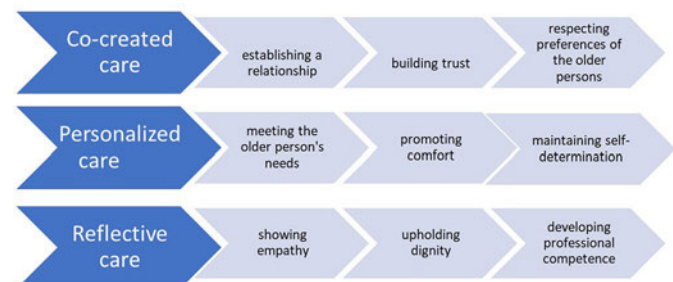 Co-created
care
establishing a
relationship
building trust
respecting
preferences of
the older
persons
Personalized
care
meeting the
older person's
needs
promoting
comfort
maintaining self-
determination
Reflective
care
showing
empathy
upholding
dignity
developing
professional
competence